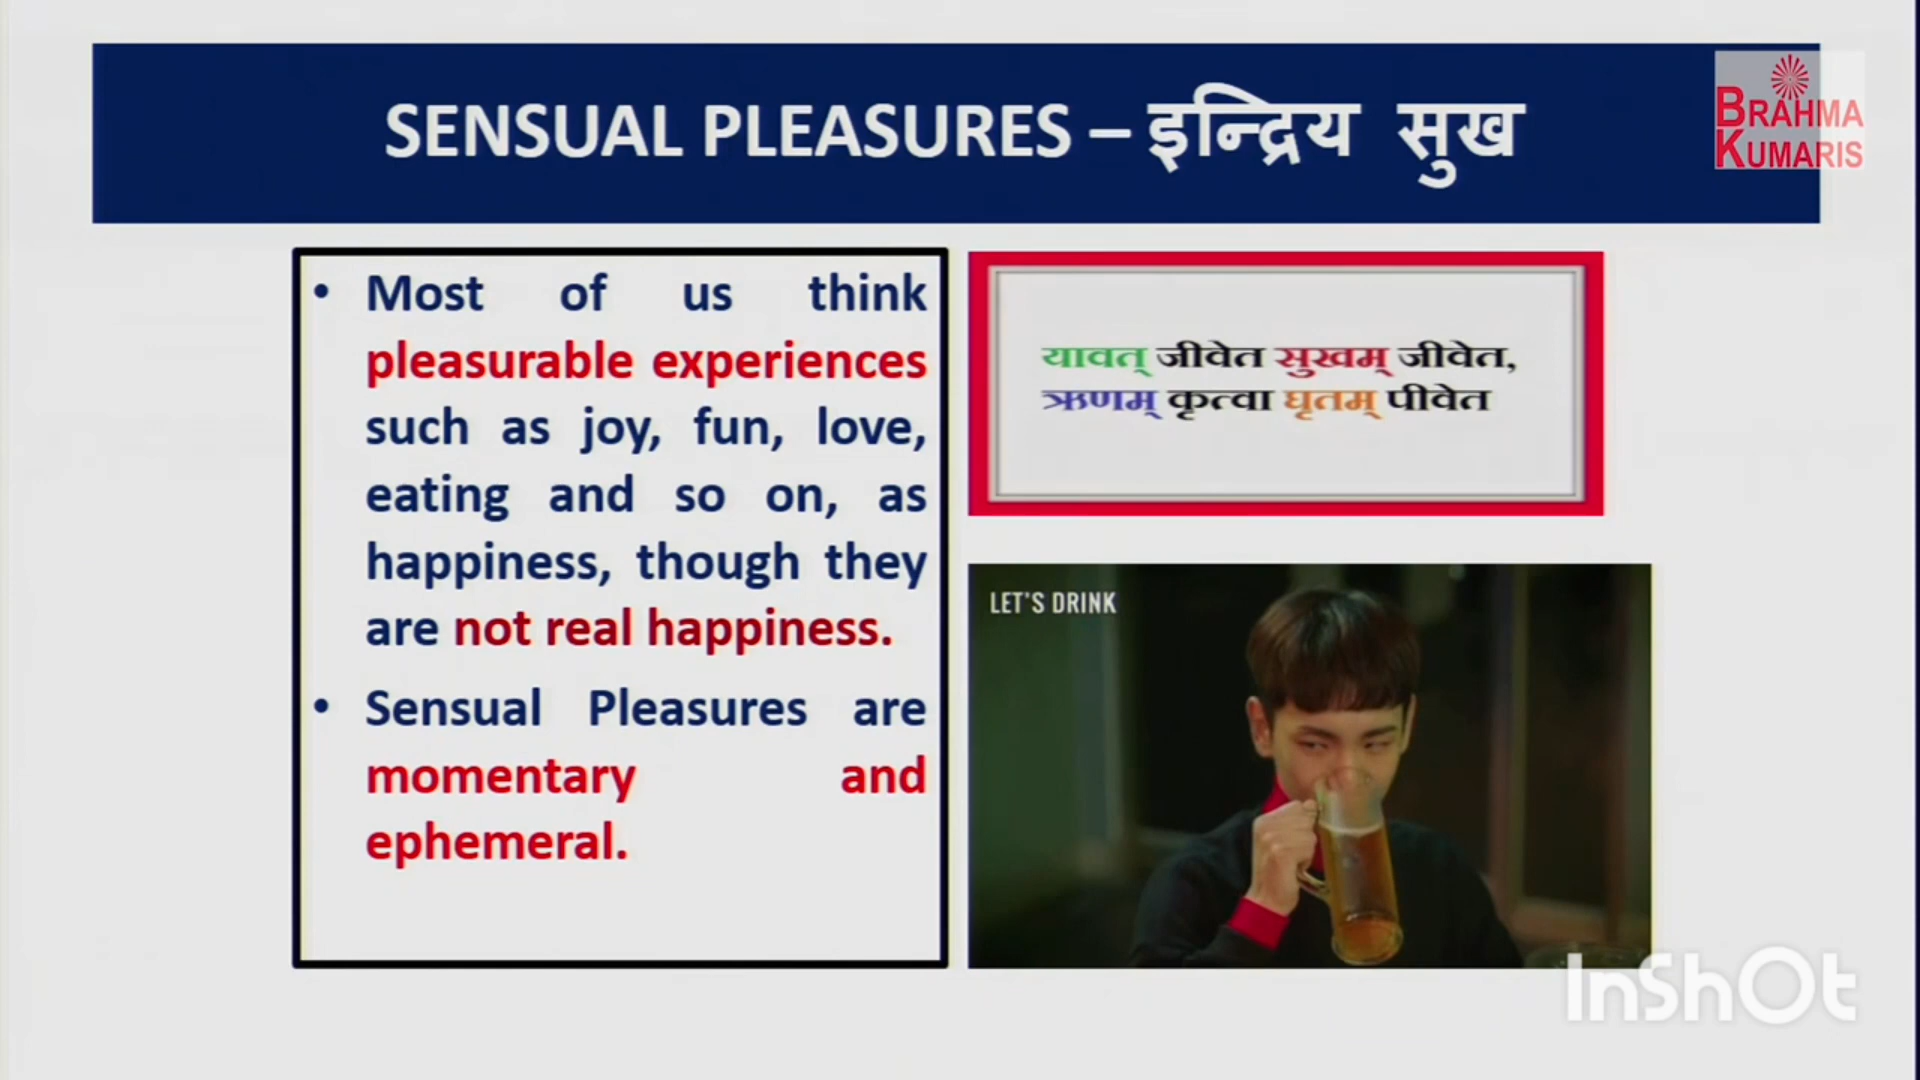 SENSUAL PLEASURES – इन्द्रिय सुख
BRAHMA
KUMARIS
• Most of us think
pleasurable experiences
such as joy, fun, love,
eating and so on, as
happiness, though they
are not real happiness.
• Sensual Pleasures are
momentary and
ephemeral.
यावत् जीवेत सुखम् जीवेत,
ऋणम् कृत्वा घृतम् पीवेत
LET'S DRINK
InShOt